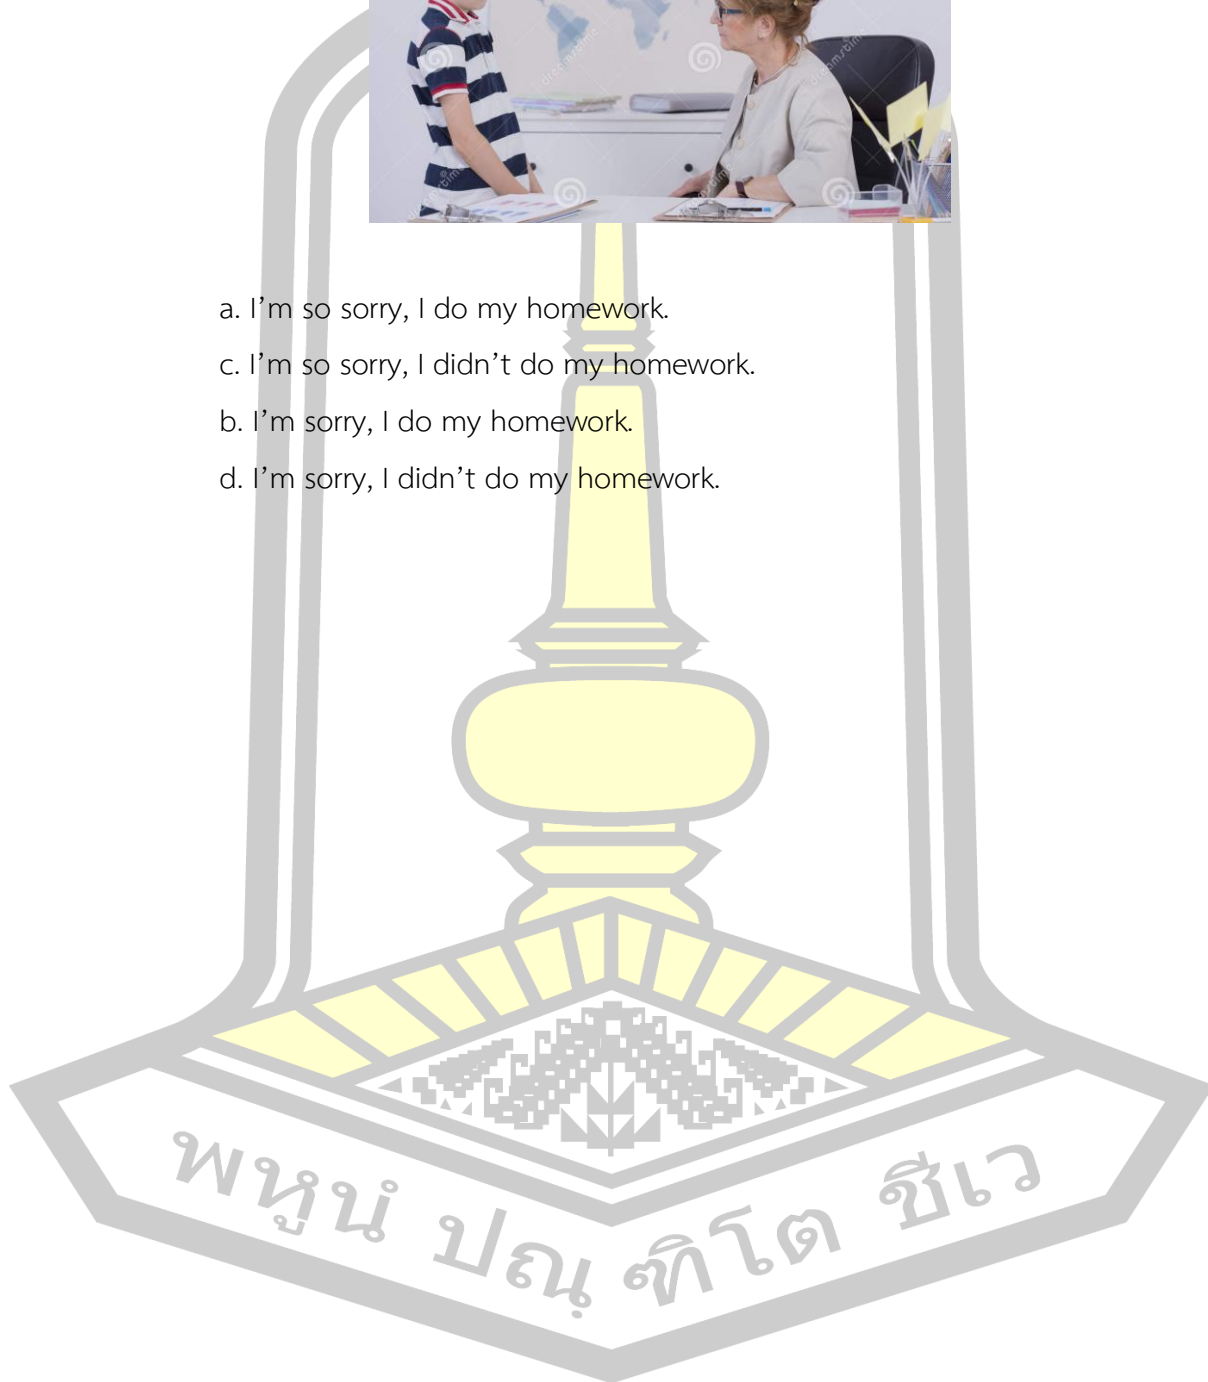 a. I’m so sorry, I do my homework.
c. I’m so sorry, I didn’t do my homework.
b. I’m sorry, I do my homework.
d. I’m sorry, I didn’t do my homework.
พหูนํ ปณฺ ฑิโต ชีเว